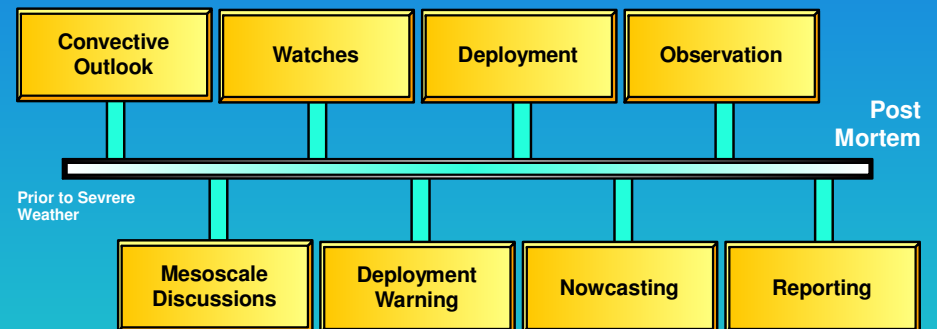 Convective
Outlook
Watches
Deployment
Observation
Post
Mortem
Prior to Sevrere
Weather
Mesoscale
Discussions
Deployment
Warning
Nowcasting
Reporting